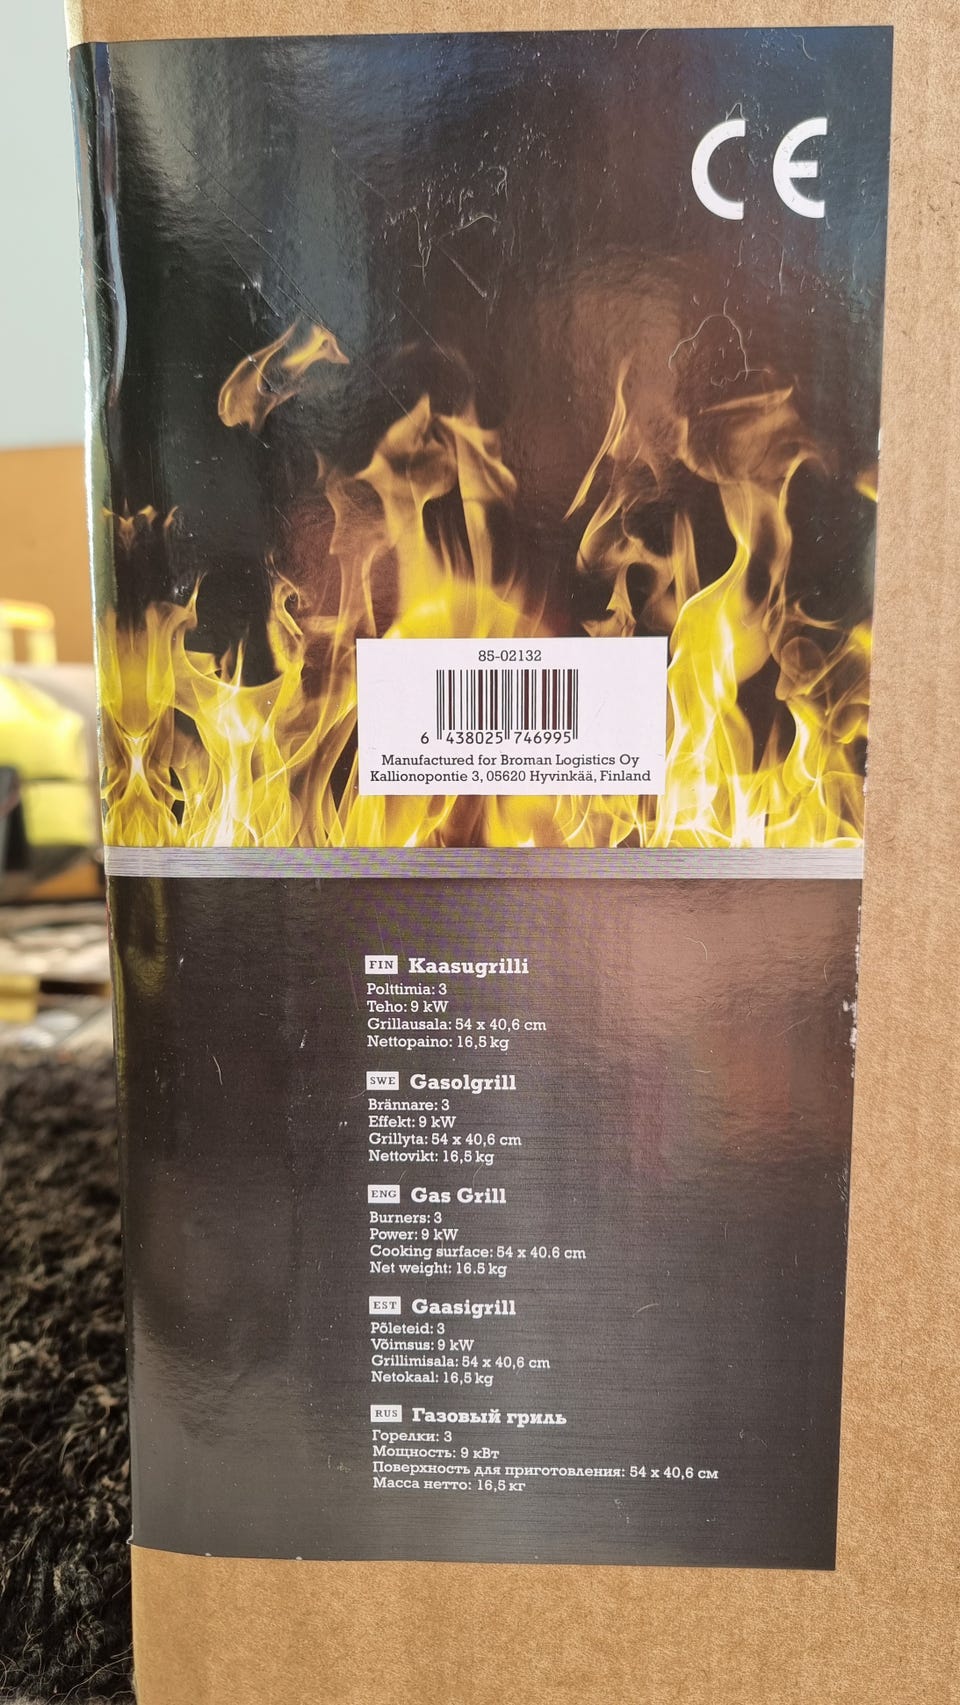 CE
85-02132
6 438025 746995
Manufactured for Broman Logistics Oy
Kallionopontie 3, 05620 Hyvinkää, Finland
FIN Kaasugrilli
Polttimia: 3
Teho: 9 kW
Grillausala: 54 x 40,6 cm
Nettopaino: 16,5 kg
SWE Gasolgrill
Brännare: 3
Effekt: 9 kW
Grillyta: 54 x 40,6 cm
Nettovikt: 16,5 kg
ENG Gas Grill
Burners: 3
Power: 9 kW
Cooking surface: 54 x 40.6 cm
Net weight: 16.5 kg
EST Gaasigrill
Põleteid: 3
Võimsus: 9 kW
Grillimisala: 54 x 40,6 cm
Netokaal: 16,5 kg
RUS Газовый гриль
Горелки: 3
Мощность: 9 кВт
Поверхность для приготовления: 54 x 40,6 см
Масса нетто: 16,5 кг